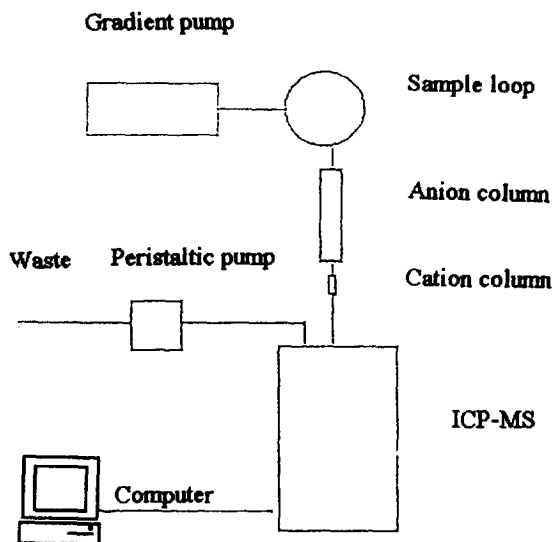 Gradient pump
Sample loop
Anion column
Waste
Peristaltic pump
Cation column
ICP-MS
Computer